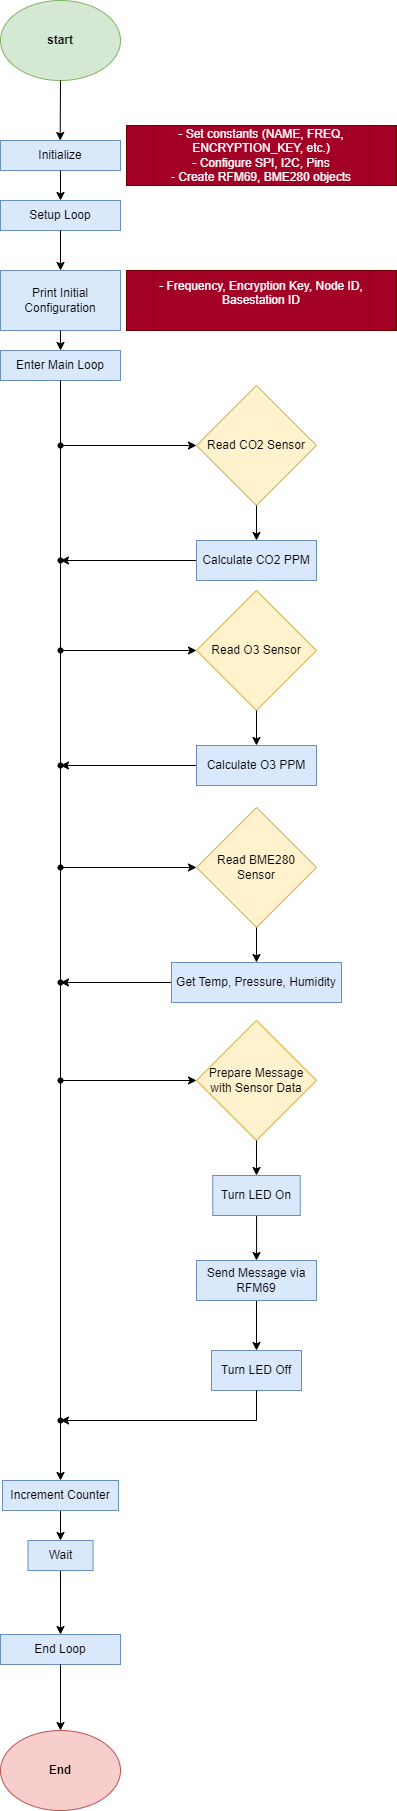 start
Initialize
- Set constants (NAME, FREQ,
ENCRYPTION_KEY, etc.)
- Configure SPI, I2C, Pins
- Create RFM69, BME280 objects
Setup Loop
Print Initial
Configuration
- Frequency, Encryption Key, Node ID,
Basestation ID
Enter Main Loop
Read CO2 Sensor
Calculate CO2 PPM
Read O3 Sensor
Calculate O3 PPM
Read BME280
Sensor
Get Temp, Pressure, Humidity
Prepare Message
with Sensor Data
Turn LED On
Send Message via
RFM69
Turn LED Off
Increment Counter
Wait
End Loop
End